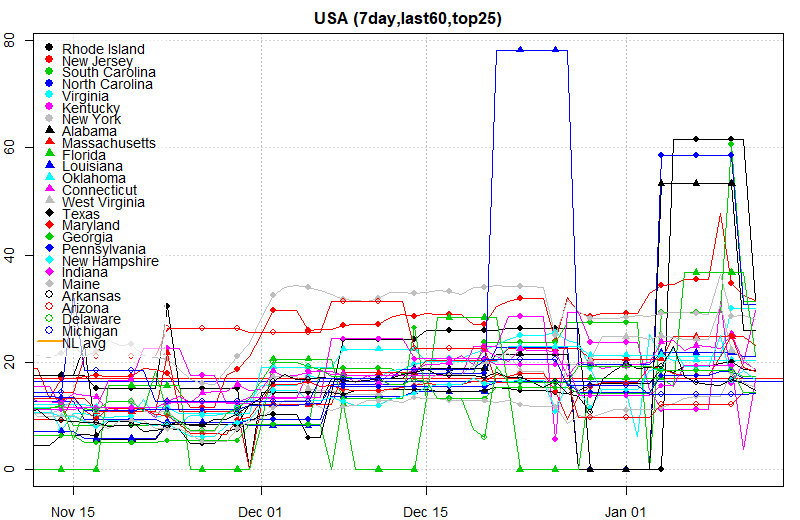 USA (7day,last60,top25)
80
60
40
20
0
Rhode Island
New Jersey
South Carolina
North Carolina
Virginia
Kentucky
New York
Alabama
Massachusetts
Florida
Louisiana
Oklahoma
Connecticut
West Virginia
Texas
Maryland
Georgia
Pennsylvania
New Hampshire
Indiana
Maine
Arkansas
Arizona
Delaware
Michigan
NL avg
Nov 15
Dec 01
Dec 15
Jan 01